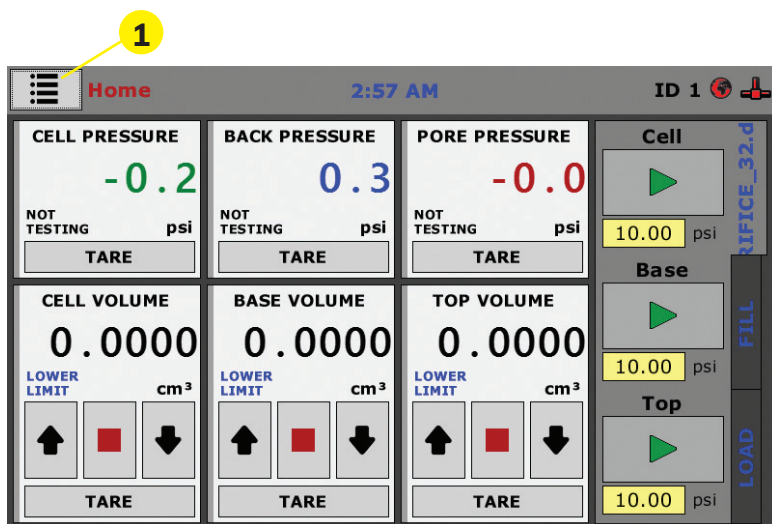 1
Home 2:57 AM ID 1
CELL PRESSURE
-0.2
NOT
TESTING psi
TARE
BACK PRESSURE
0.3
NOT
TESTING psi
TARE
PORE PRESSURE
-0.0
NOT
TESTING psi
TARE
CELL VOLUME
0.0000
LOWER
LIMIT cm³
TARE
BASE VOLUME
0.0000
LOWER
LIMIT cm³
TARE
TOP VOLUME
0.0000
LOWER
LIMIT cm³
TARE
Cell
10.00 psi
Base
10.00 psi
Top
10.00 psi
RIFICE_32.d
FILL
LOAD